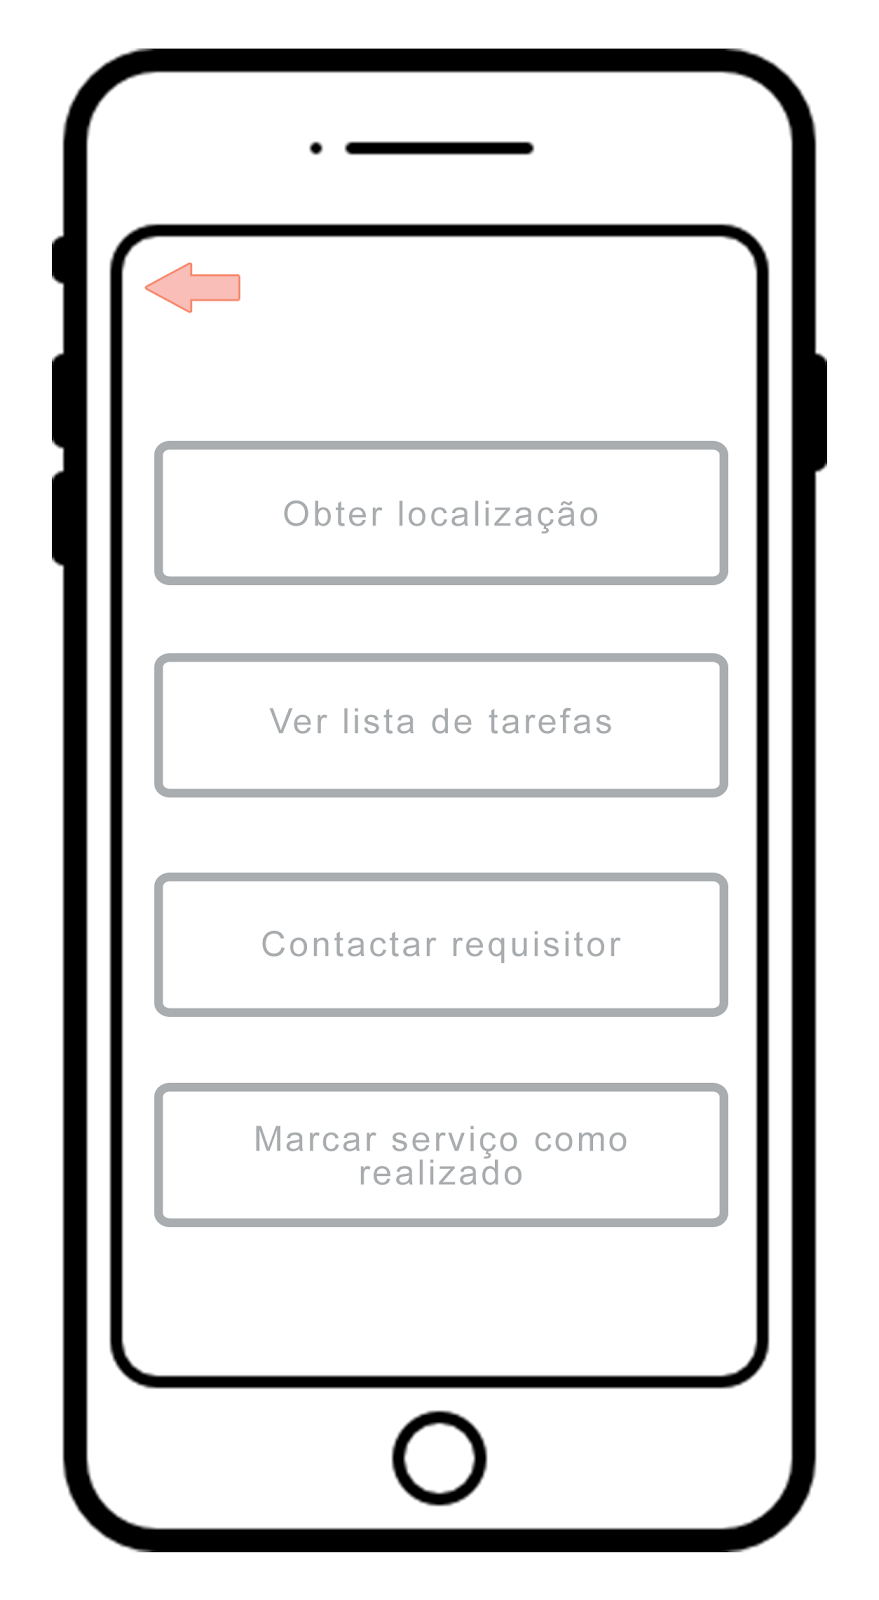 Obter localização
Ver lista de tarefas
Contactar requisitor
Marcar serviço como
realizado